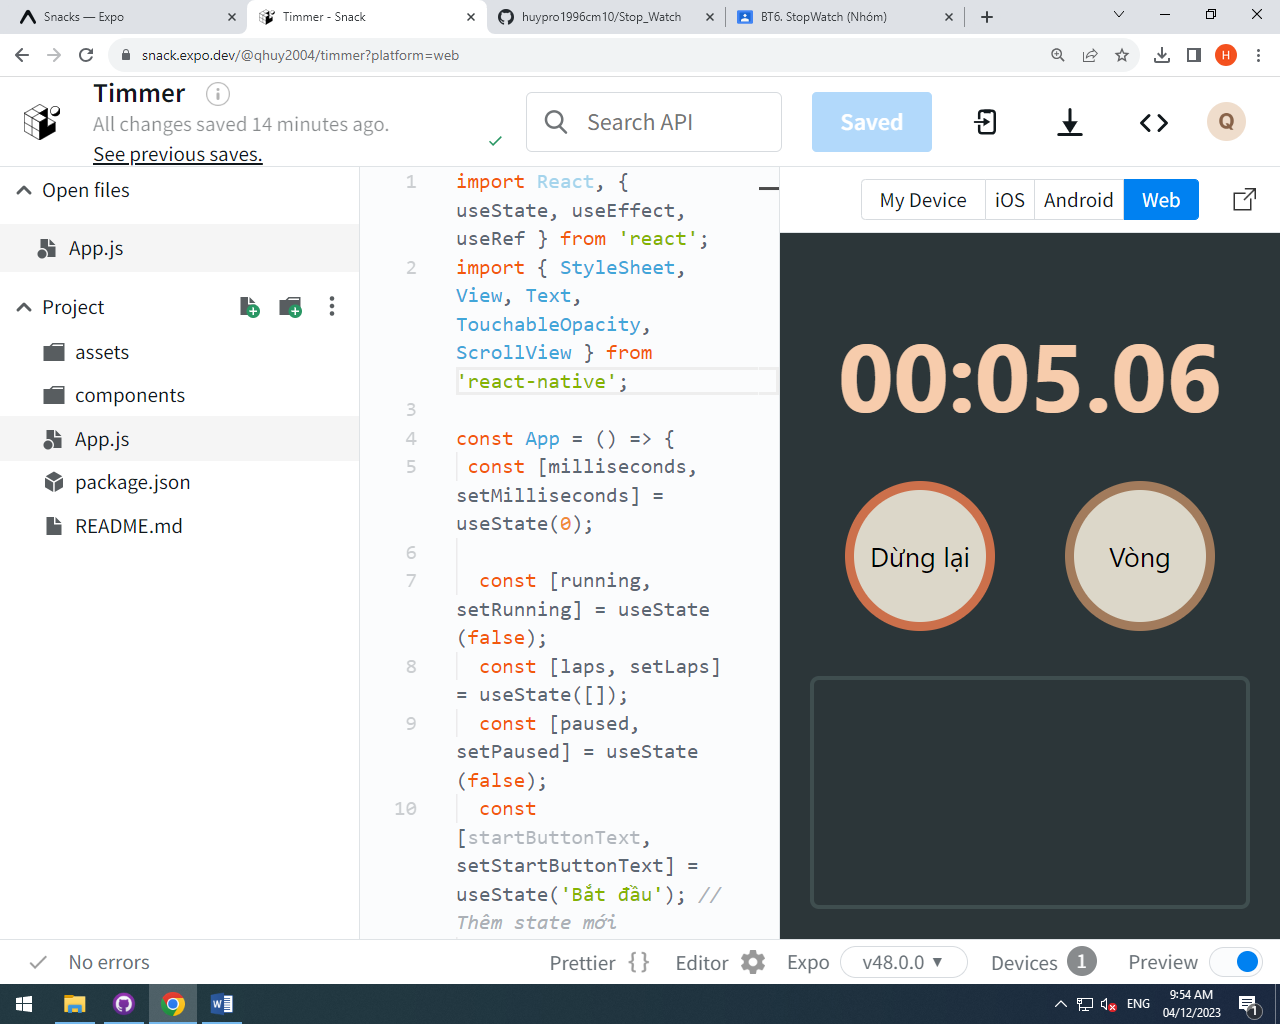 Snacks — Expo
Timmer - Snack
huypro1996cm10/Stop_Watch
BT6. StopWatch (Nhóm)
snack.expo.dev/@qhuy2004/timmer?platform=web
H
Timmer
All changes saved 14 minutes ago.
See previous saves.
Search API
Saved
Q
Open files
App.js
Project
assets
components
App.js
package.json
README.md
1 import React, {
useState, useEffect,
useRef } from 'react';
2 import { StyleSheet,
View, Text,
TouchableOpacity,
ScrollView } from
'react-native';
3
4 const App = () => {
5 const [milliseconds,
setMilliseconds] =
useState(0);
6
7 const [running,
setRunning] = useState
(false);
8 const [laps, setLaps]
= useState([]);
9 const [paused,
setPaused] = useState
(false);
10 const
[startButtonText,
setStartButtonText] =
useState('Bắt đầu'); //
Thêm state mới
My Device
iOS
Android
Web
00:05.06
Dừng lại
Vòng
No errors
Prettier {}
Editor
Expo
v48.0.0
Devices 1
Preview
ENG
9:54 AM
04/12/2023
1